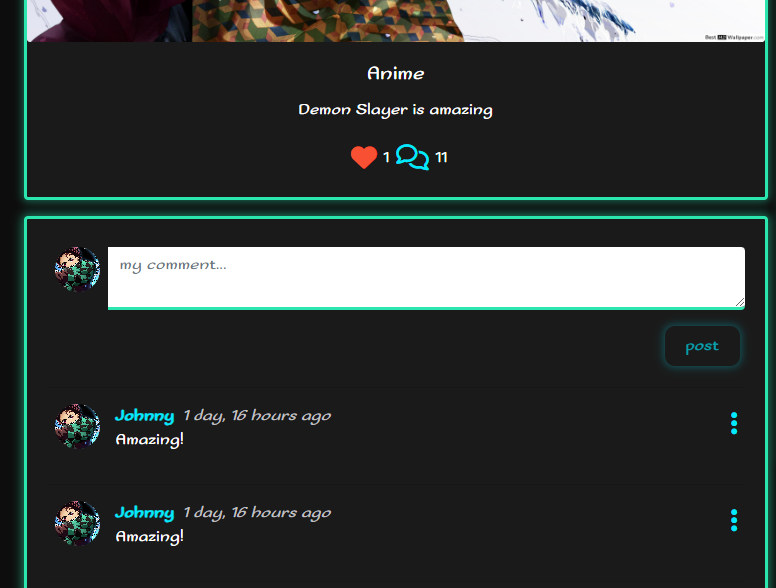 Best HD Wallpaper.com
Anime
Demon Slayer is amazing
1 11
my comment...
post
Johnny 1 day, 16 hours ago
Amazing!
Johnny 1 day, 16 hours ago
Amazing!